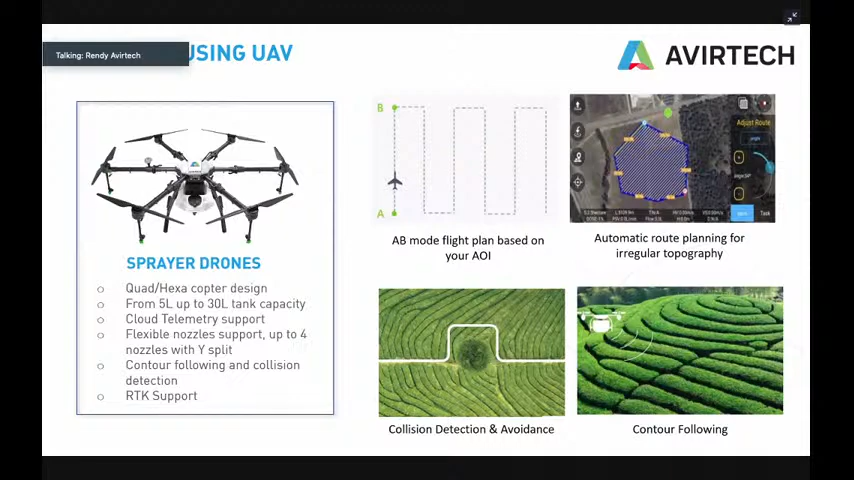 Talking: Rendy Avirtech
USING UAV
AVIRTECH
SPRAYER DRONES
o Quad/Hexa copter design
o From 5L up to 30L tank capacity
o Cloud Telemetry support
o Flexible nozzles support, up to 4
nozzles with Y split
o Contour following and collision
detection
o RTK Support
B
A
AB mode flight plan based on
your AOI
Adjust Route
Task
Automatic route planning for
irregular topography
Collision Detection & Avoidance
Contour Following